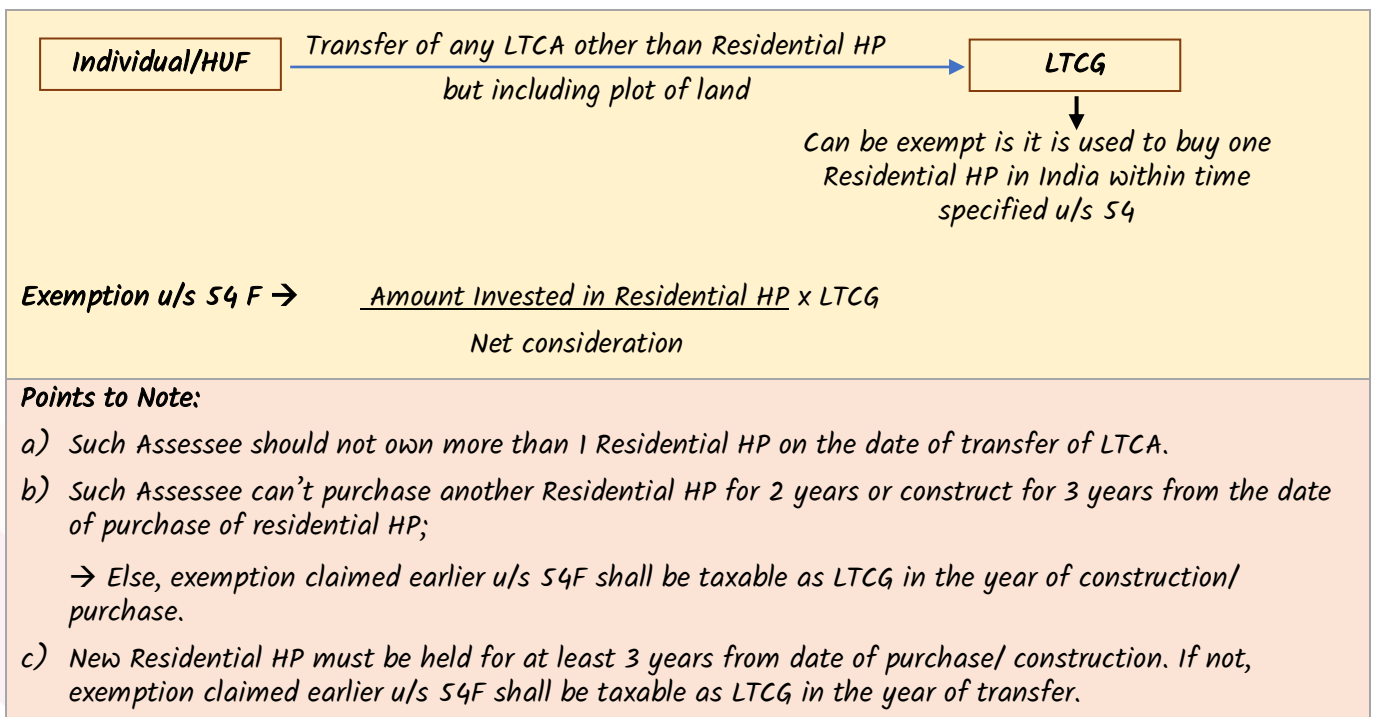 Individual/HUF
Transfer of any LTCA other than Residential HP
but including plot of land
LTCG
Can be exempt is it is used to buy one
Residential HP in India within time
specified u/s 54
Exemption u/s 54 F → Amount Invested in Residential HP x LTCG
Net consideration
Points to Note:
a) Such Assessee should not own more than 1 Residential HP on the date of transfer of LTCA.
b) Such Assessee can't purchase another Residential HP for 2 years or construct for 3 years from the date
of purchase of residential HP;
→ Else, exemption claimed earlier u/s 54F shall be taxable as LTCG in the year of construction/
purchase.
c) New Residential HP must be held for at least 3 years from date of purchase/ construction. If not,
exemption claimed earlier u/s 54F shall be taxable as LTCG in the year of transfer.